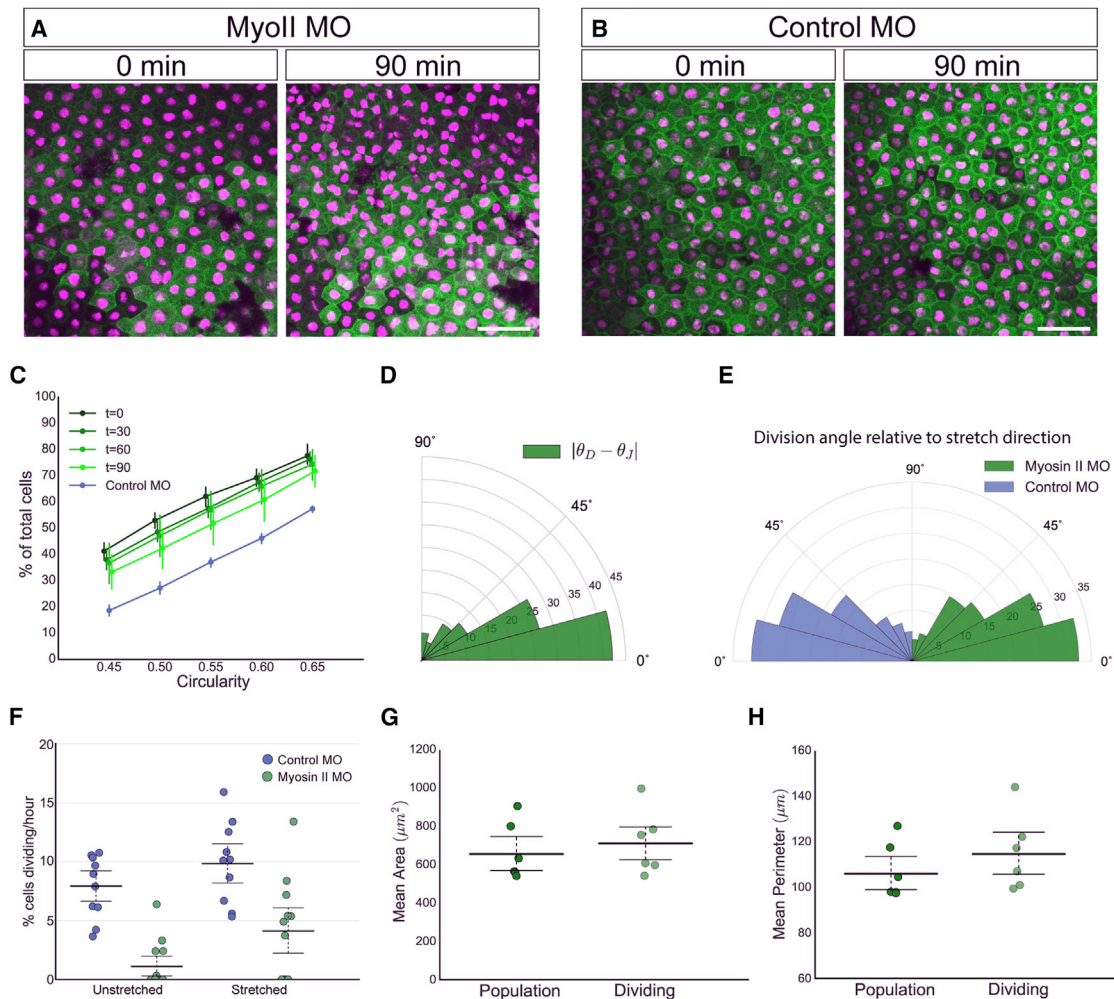 A
MyoII MO
0 min
90 min
B
Control MO
0 min
90 min
C
100
90
80
70
60
50
40
30
20
10
0
% of total cells
t=0
t=30
t=60
t=90
Control MO
0.45
0.50
0.55
0.60
0.65
Circularity
D
90˚
|θ_D − θ_J|
45˚
45
40
35
30
25
20
15
10
5
0˚
E
Division angle relative to stretch direction
90˚
Myosin II MO
Control MO
45˚
45˚
35
30
25
20
15
10
5
0˚
0˚
F
20
15
10
5
0
% cells dividing/hour
Control MO
Myosin II MO
Unstretched
Stretched
G
1200
1000
800
600
400
200
0
Mean Area (μm²)
Population
Dividing
H
160
140
120
100
80
60
Mean Perimeter (μm)
Population
Dividing